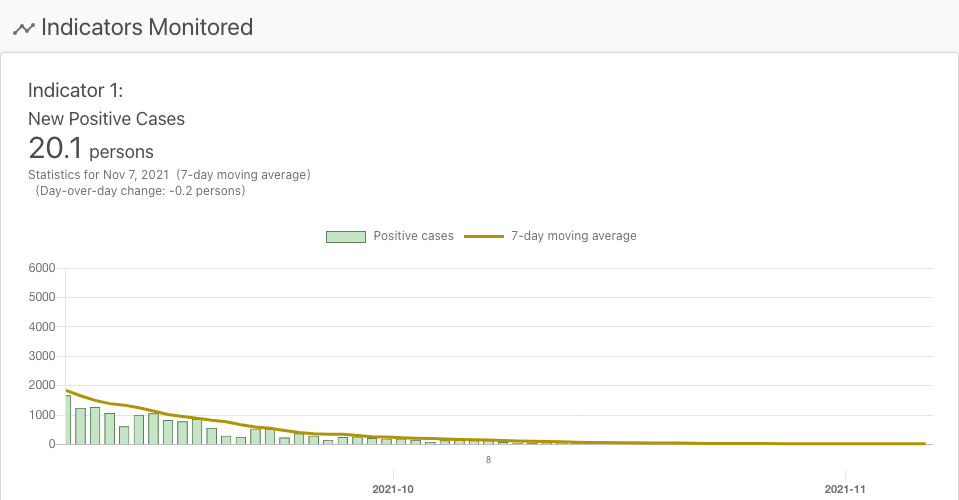 Indicators Monitored
Indicator 1:
New Positive Cases
20.1 persons
Statistics for Nov 7, 2021 (7-day moving average)
(Day-over-day change: -0.2 persons)
Positive cases 7-day moving average
6000
5000
4000
3000
2000
1000
0
8
2021-10 2021-11